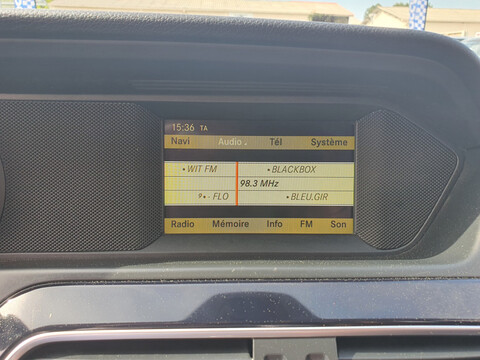 15:36 TA
Navi Audio Tél Système
• WIT FM • BLACKBOX
98.3 MHz
9•- FLO • BLEU.GIR
Radio Mémoire Info FM Son